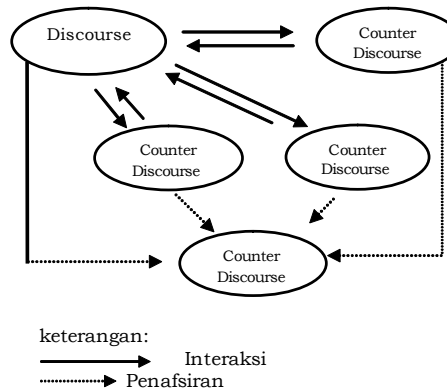 Discourse
Counter
Discourse
Counter
Discourse
Counter
Discourse
Counter
Discourse
keterangan:
Interaksi
Penafsiran